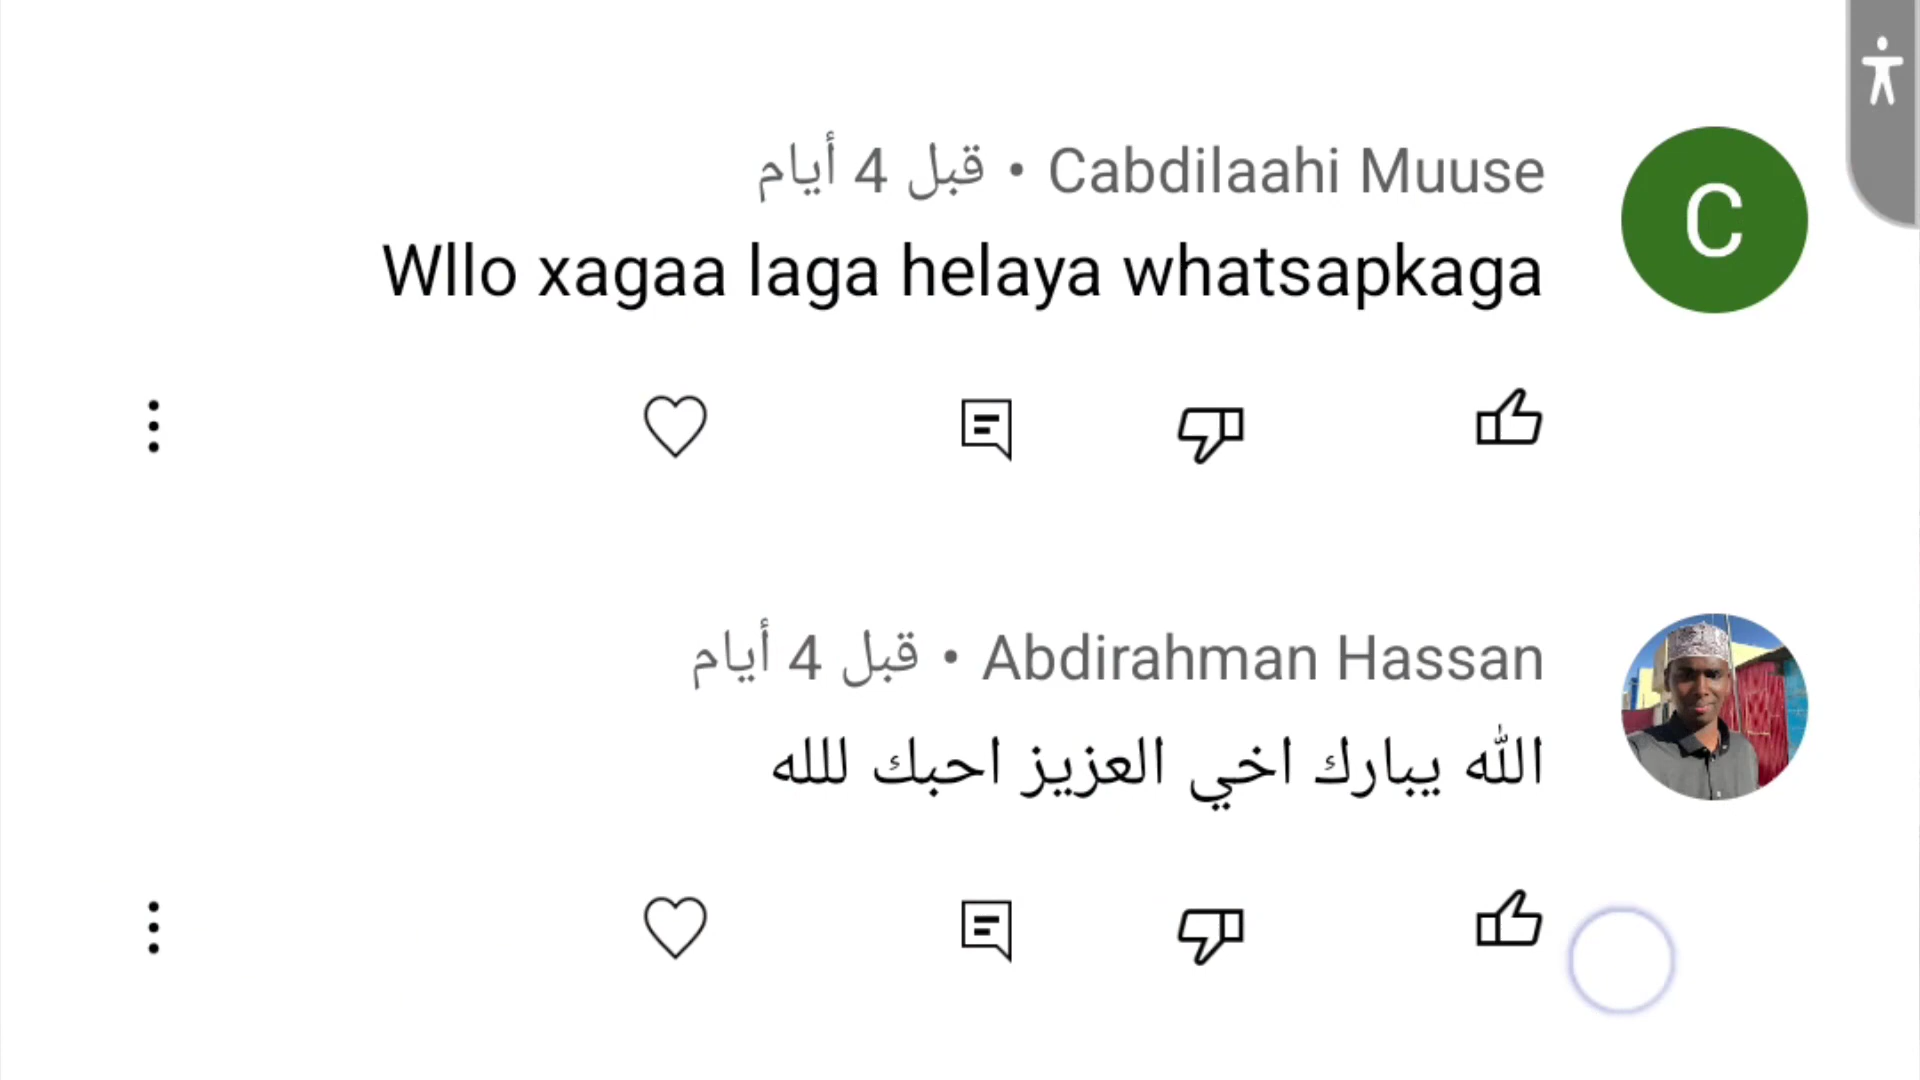 Cabdilaahi Muuse • قبل 4 أيام
C
Wllo xagaa laga helaya whatsapkaga
Abdirahman Hassan • قبل 4 أيام
الله يبارك اخي العزيز احبك لللە